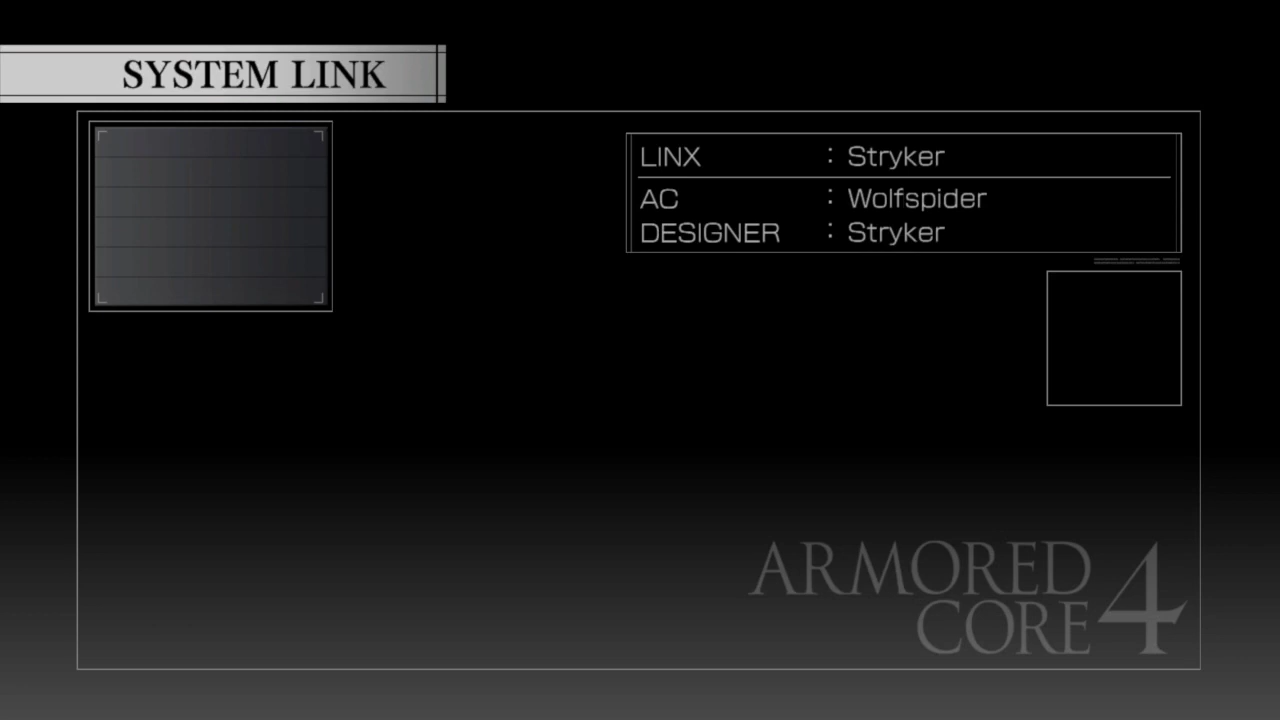 SYSTEM LINK
LINX : Stryker
AC : Wolfspider
DESIGNER : Stryker
ARMORED
CORE 4